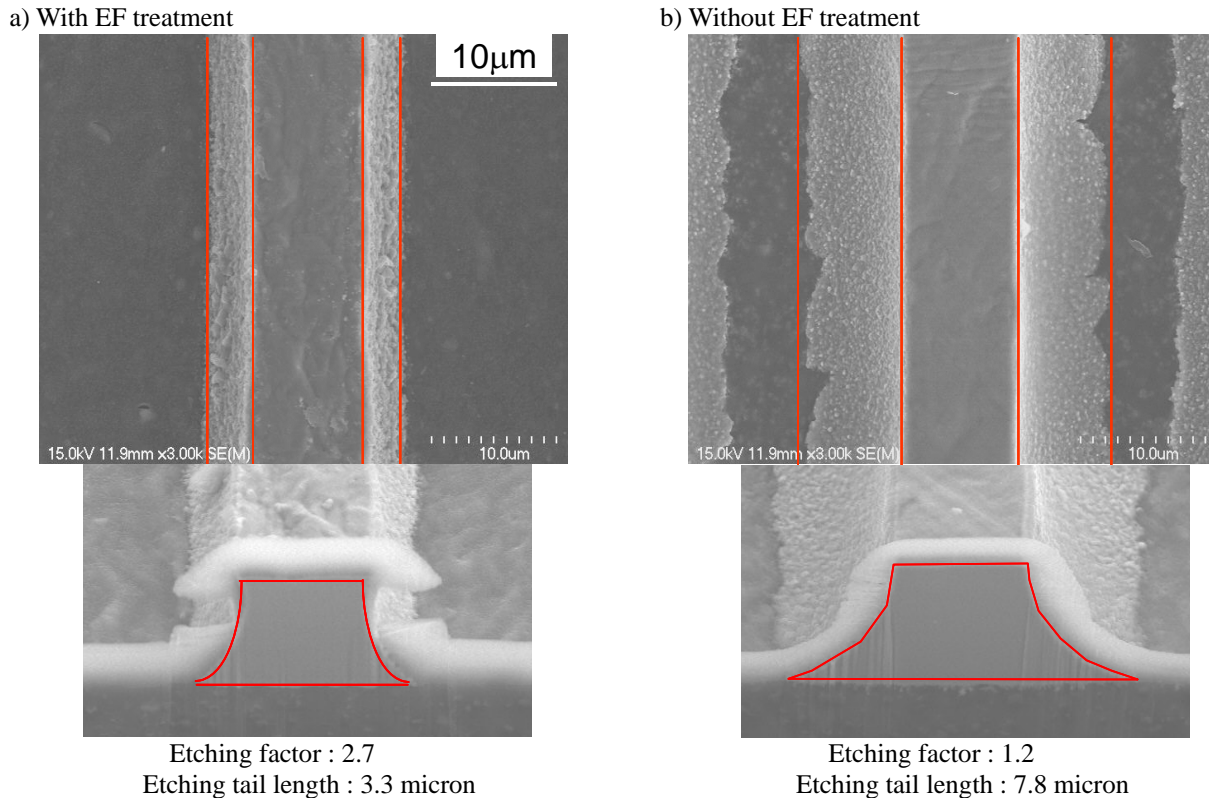 a) With EF treatment
10μm
15.0kV 11.9mm x3.00k SE(M)
10.0um
Etching factor : 2.7
Etching tail length : 3.3 micron
b) Without EF treatment
15.0kV 11.9mm x3.00k SE(M)
10.0um
Etching factor : 1.2
Etching tail length : 7.8 micron